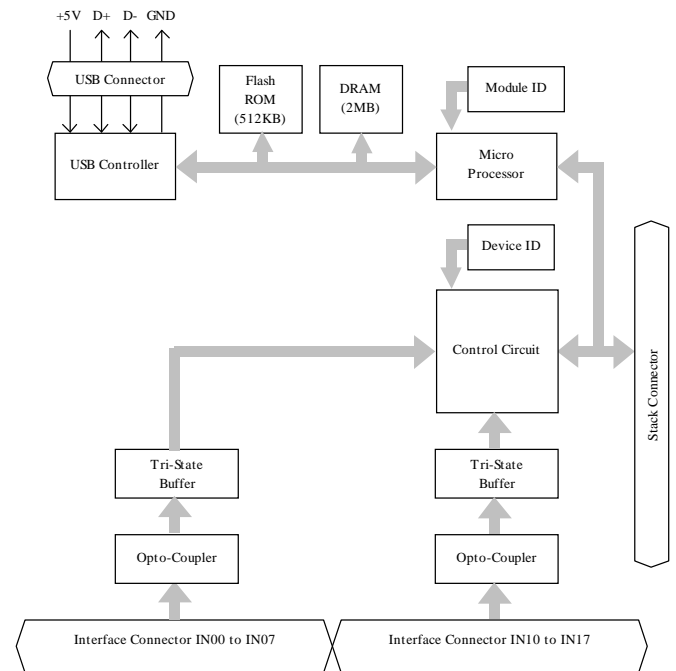 +5V D+ D- GND
USB Connector
Flash
ROM
(512KB)
DRAM
(2MB)
Module ID
USB Controller
Micro
Processor
Device ID
Control Circuit
Stack Connector
Tri-State
Buffer
Tri-State
Buffer
Opto-Coupler
Opto-Coupler
Interface Connector IN00 to IN07
Interface Connector IN10 to IN17